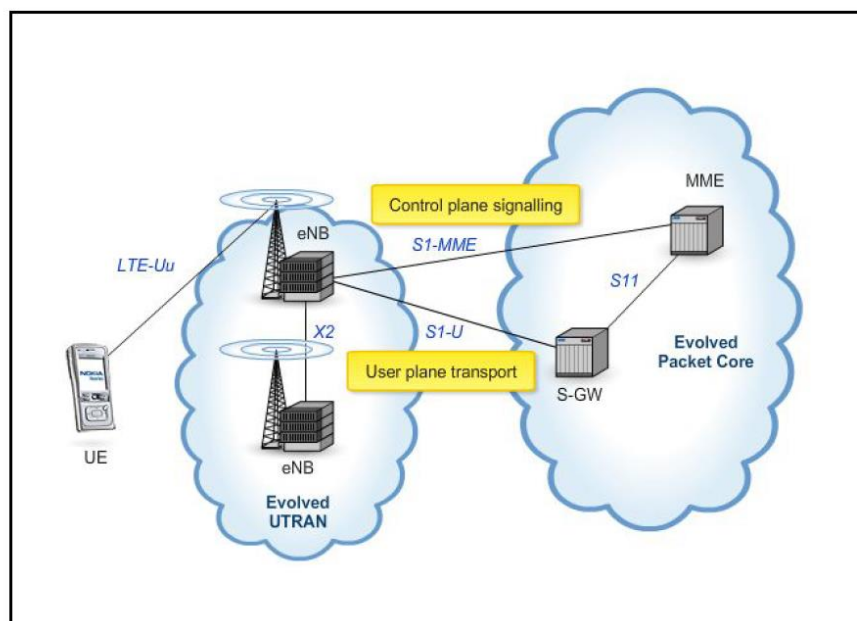 MME
Control plane signalling
eNB
S1-MME
LTE-Uu
S11
X2
S1-U
Evolved
Packet Core
User plane transport
S-GW
NOKIA
UE
eNB
Evolved
UTRAN